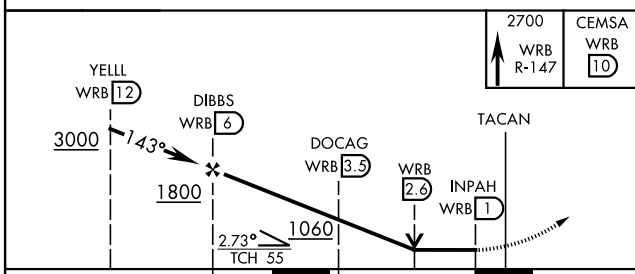 2700
WRB
R-147
CEMSA
WRB
10
YELLL
WRB 12
DIBBS
WRB 6
DOCAG
WRB 3.5
WRB
2.6
INPAH
WRB 1
TACAN
3000
143°
1800
1060
2.73°
TCH 55